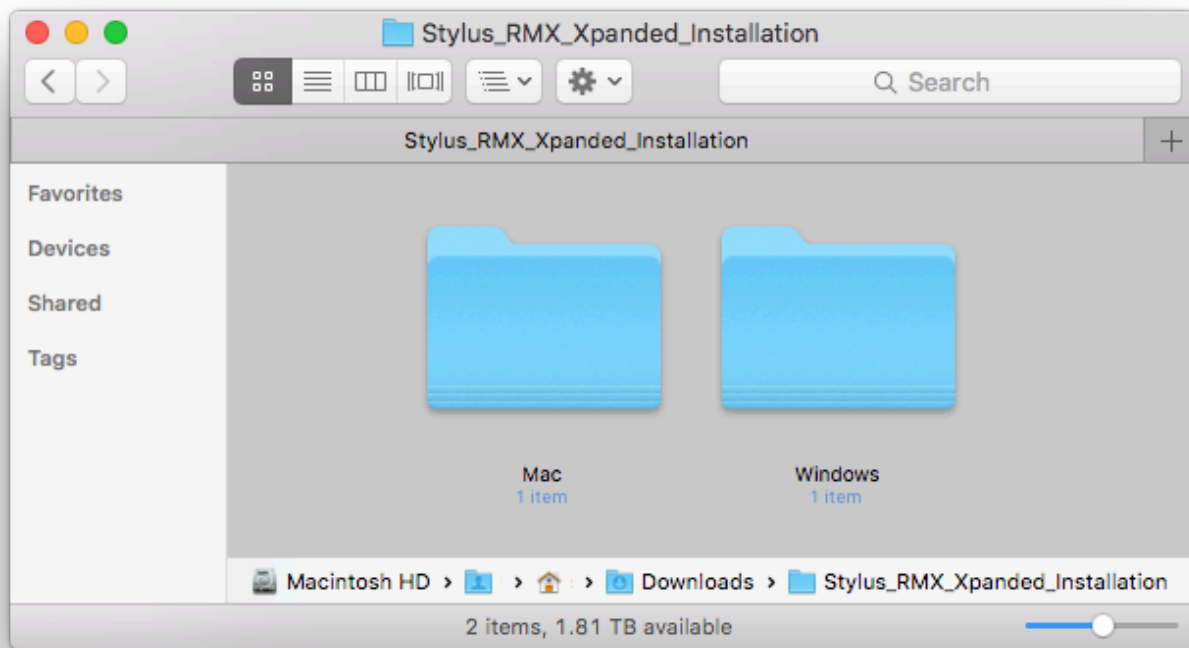 Stylus_RMX_Xpanded_Installation
Search
Stylus_RMX_Xpanded_Installation
Favorites
Devices
Shared
Tags
Mac
1 item
Windows
1 item
Macintosh HD › › › Downloads › Stylus_RMX_Xpanded_Installation
2 items, 1.81 TB available